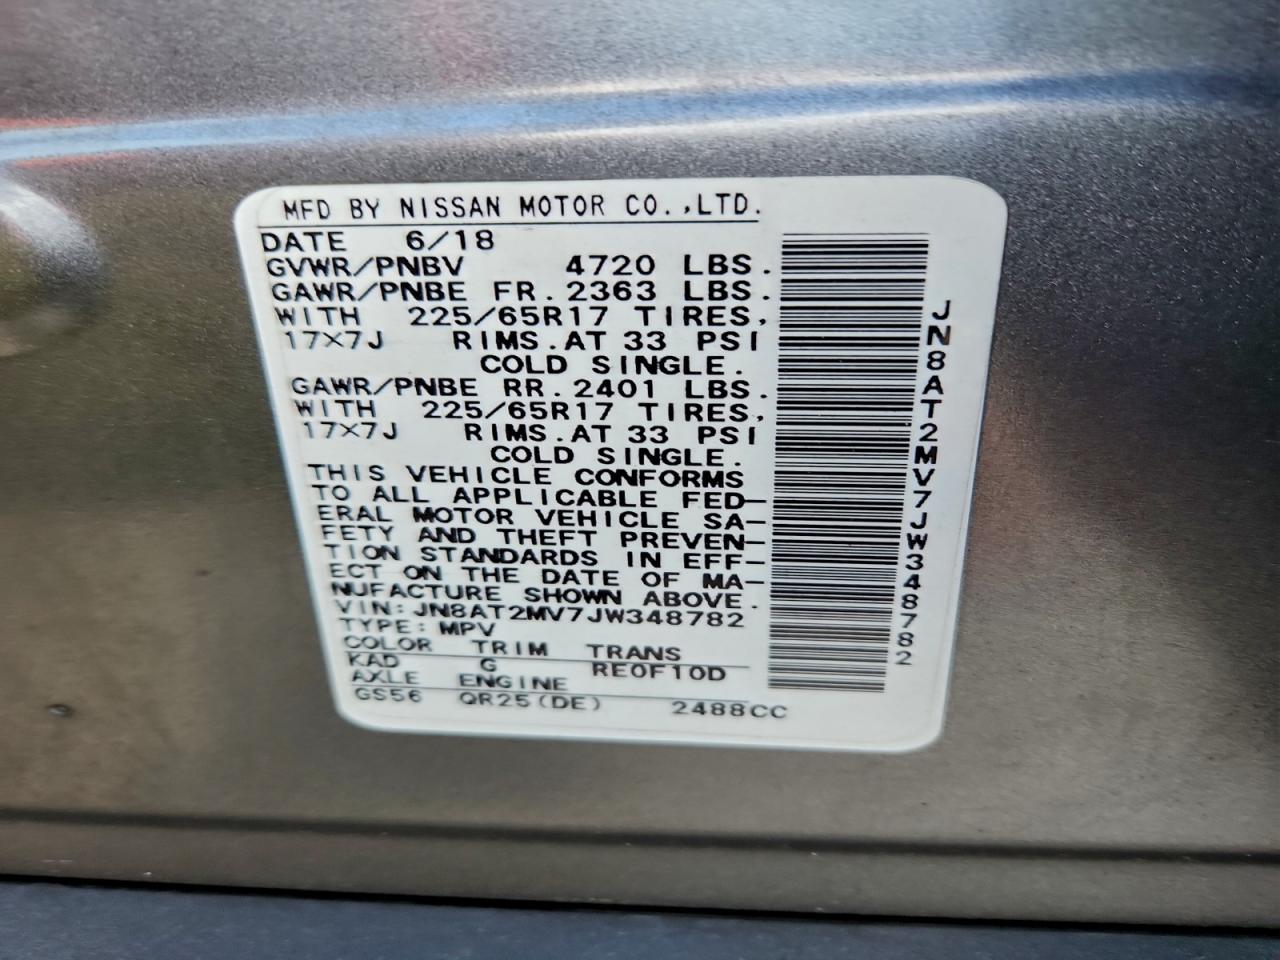 MFD BY NISSAN MOTOR CO.,LTD.
DATE 6/18
GVWR/PNBV 4720 LBS.
GAWR/PNBE FR. 2363 LBS.
WITH 225/65R17 TIRES,
17×7J RIMS.AT 33 PSI
COLD SINGLE.
GAWR/PNBE RR. 2401 LBS.
WITH 225/65R17 TIRES,
17×7J RIMS.AT 33 PSI
COLD SINGLE.
THIS VEHICLE CONFORMS
TO ALL APPLICABLE FED-
ERAL MOTOR VEHICLE SA-
FETY AND THEFT PREVEN-
TION STANDARDS IN EFF-
ECT ON THE DATE OF MA-
NUFACTURE SHOWN ABOVE.
VIN:JN8AT2MV7JW348782
TYPE:MPV
COLOR TRIM TRANS
KAD G RE0F10D
AXLE ENGINE
GS56 QR25(DE) 2488CC
JN8AT2MV7JW348782